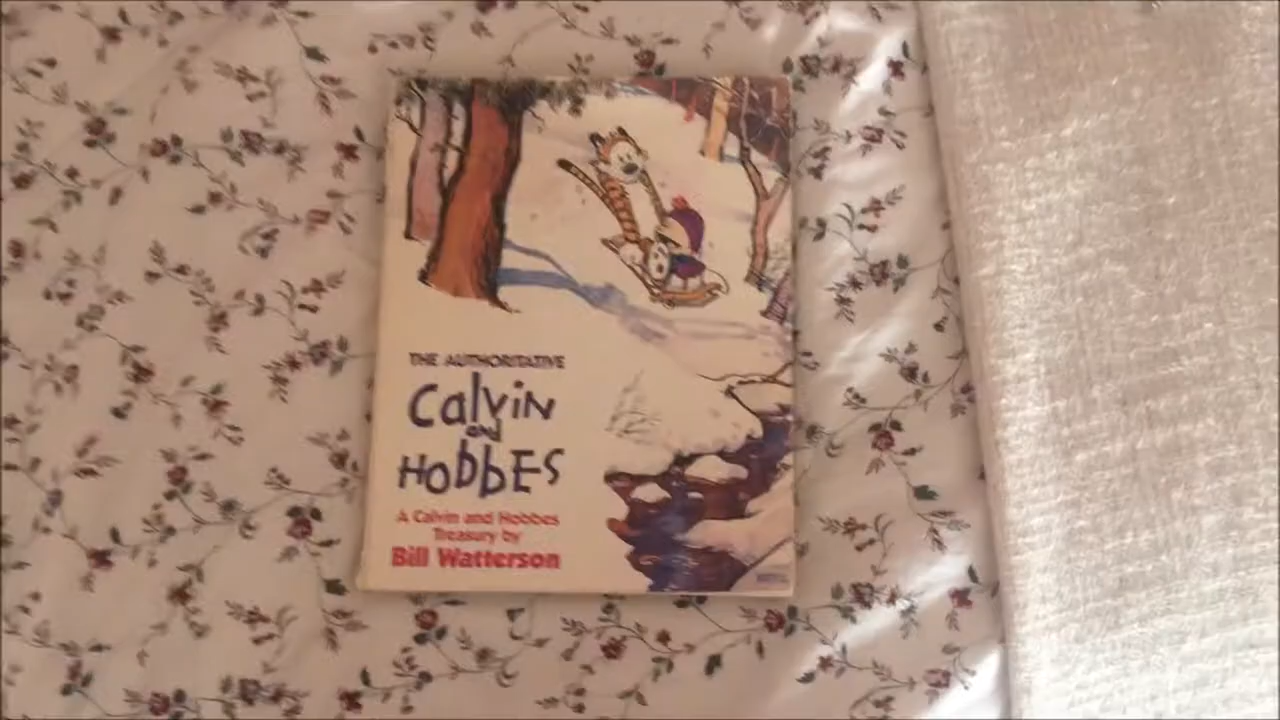 THE AUTHORITATIVE
Calvin
and
HobbES
A Calvin and Hobbes
Treasury by
Bill Watterson